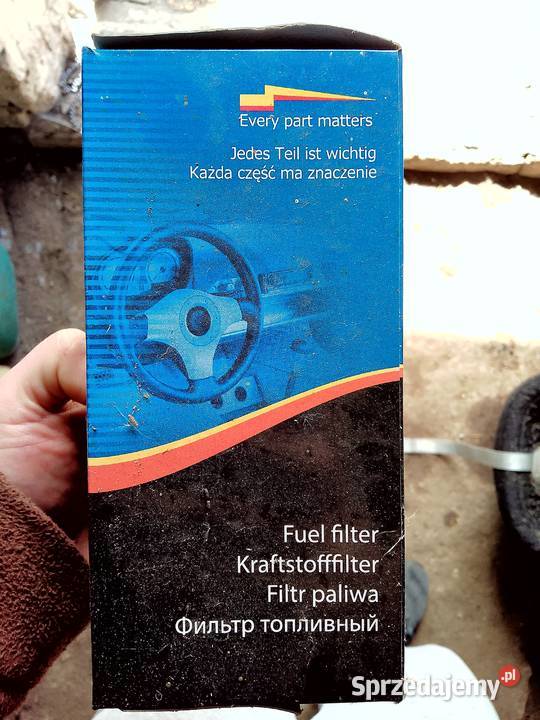 Every part matters
Jedes Teil ist wichtig
Każda część ma znaczenie
Fuel filter
Kraftstofffilter
Filtr paliwa
Фильтр топливный
Sprzedajemy.pl